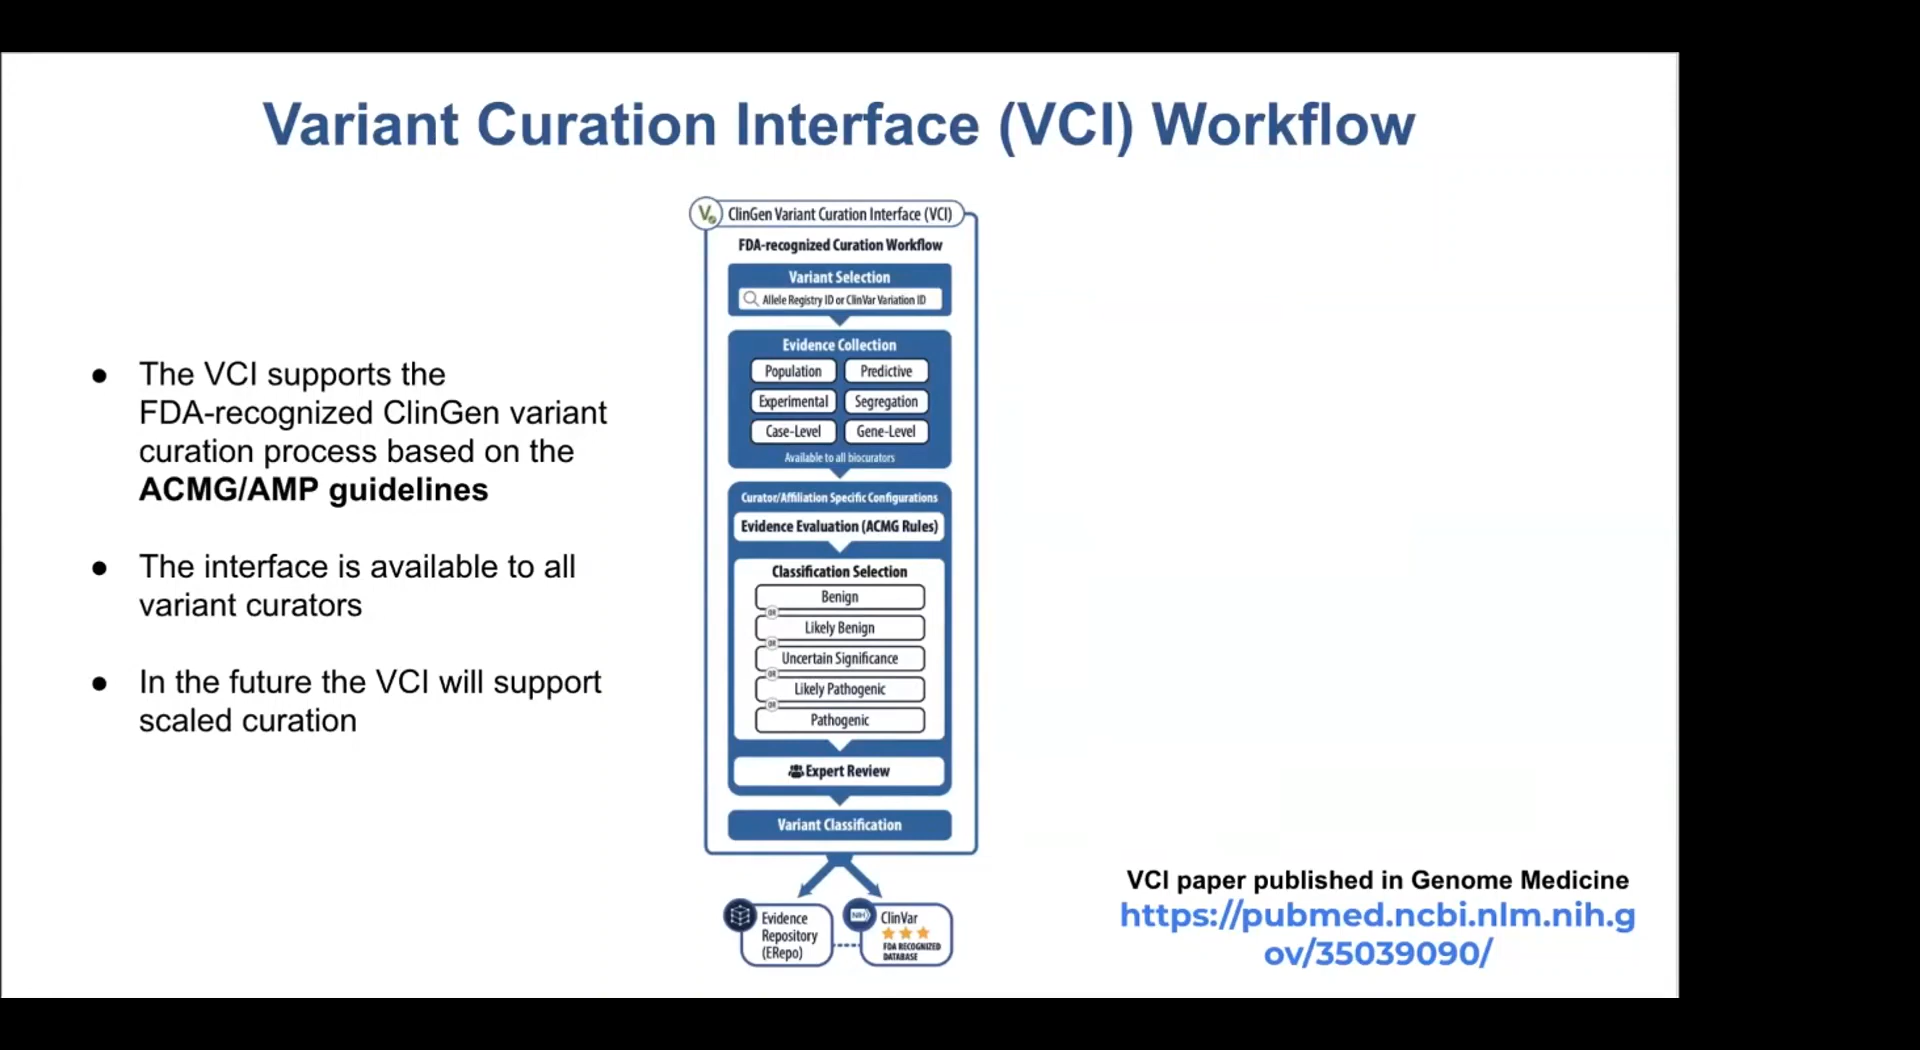 Variant Curation Interface (VCI) Workflow
● The VCI supports the
FDA-recognized ClinGen variant
curation process based on the
ACMG/AMP guidelines
● The interface is available to all
variant curators
● In the future the VCI will support
scaled curation
V
ClinGen Variant Curation Interface (VCI)
FDA-recognized Curation Workflow
Variant Selection
Allele Registry ID or ClinVar Variation ID
Evidence Collection
Population
Predictive
Experimental
Segregation
Case-Level
Gene-Level
Available to all biocurators
Curator/Affiliation Specific Configurations
Evidence Evaluation (ACMG Rules)
Classification Selection
Benign
OR
Likely Benign
OR
Uncertain Significance
OR
Likely Pathogenic
OR
Pathogenic
Expert Review
Variant Classification
Evidence
Repository
(ERepo)
NIH
ClinVar
FDA RECOGNIZED
DATABASE
VCI paper published in Genome Medicine
https://pubmed.ncbi.nlm.nih.g
ov/35039090/